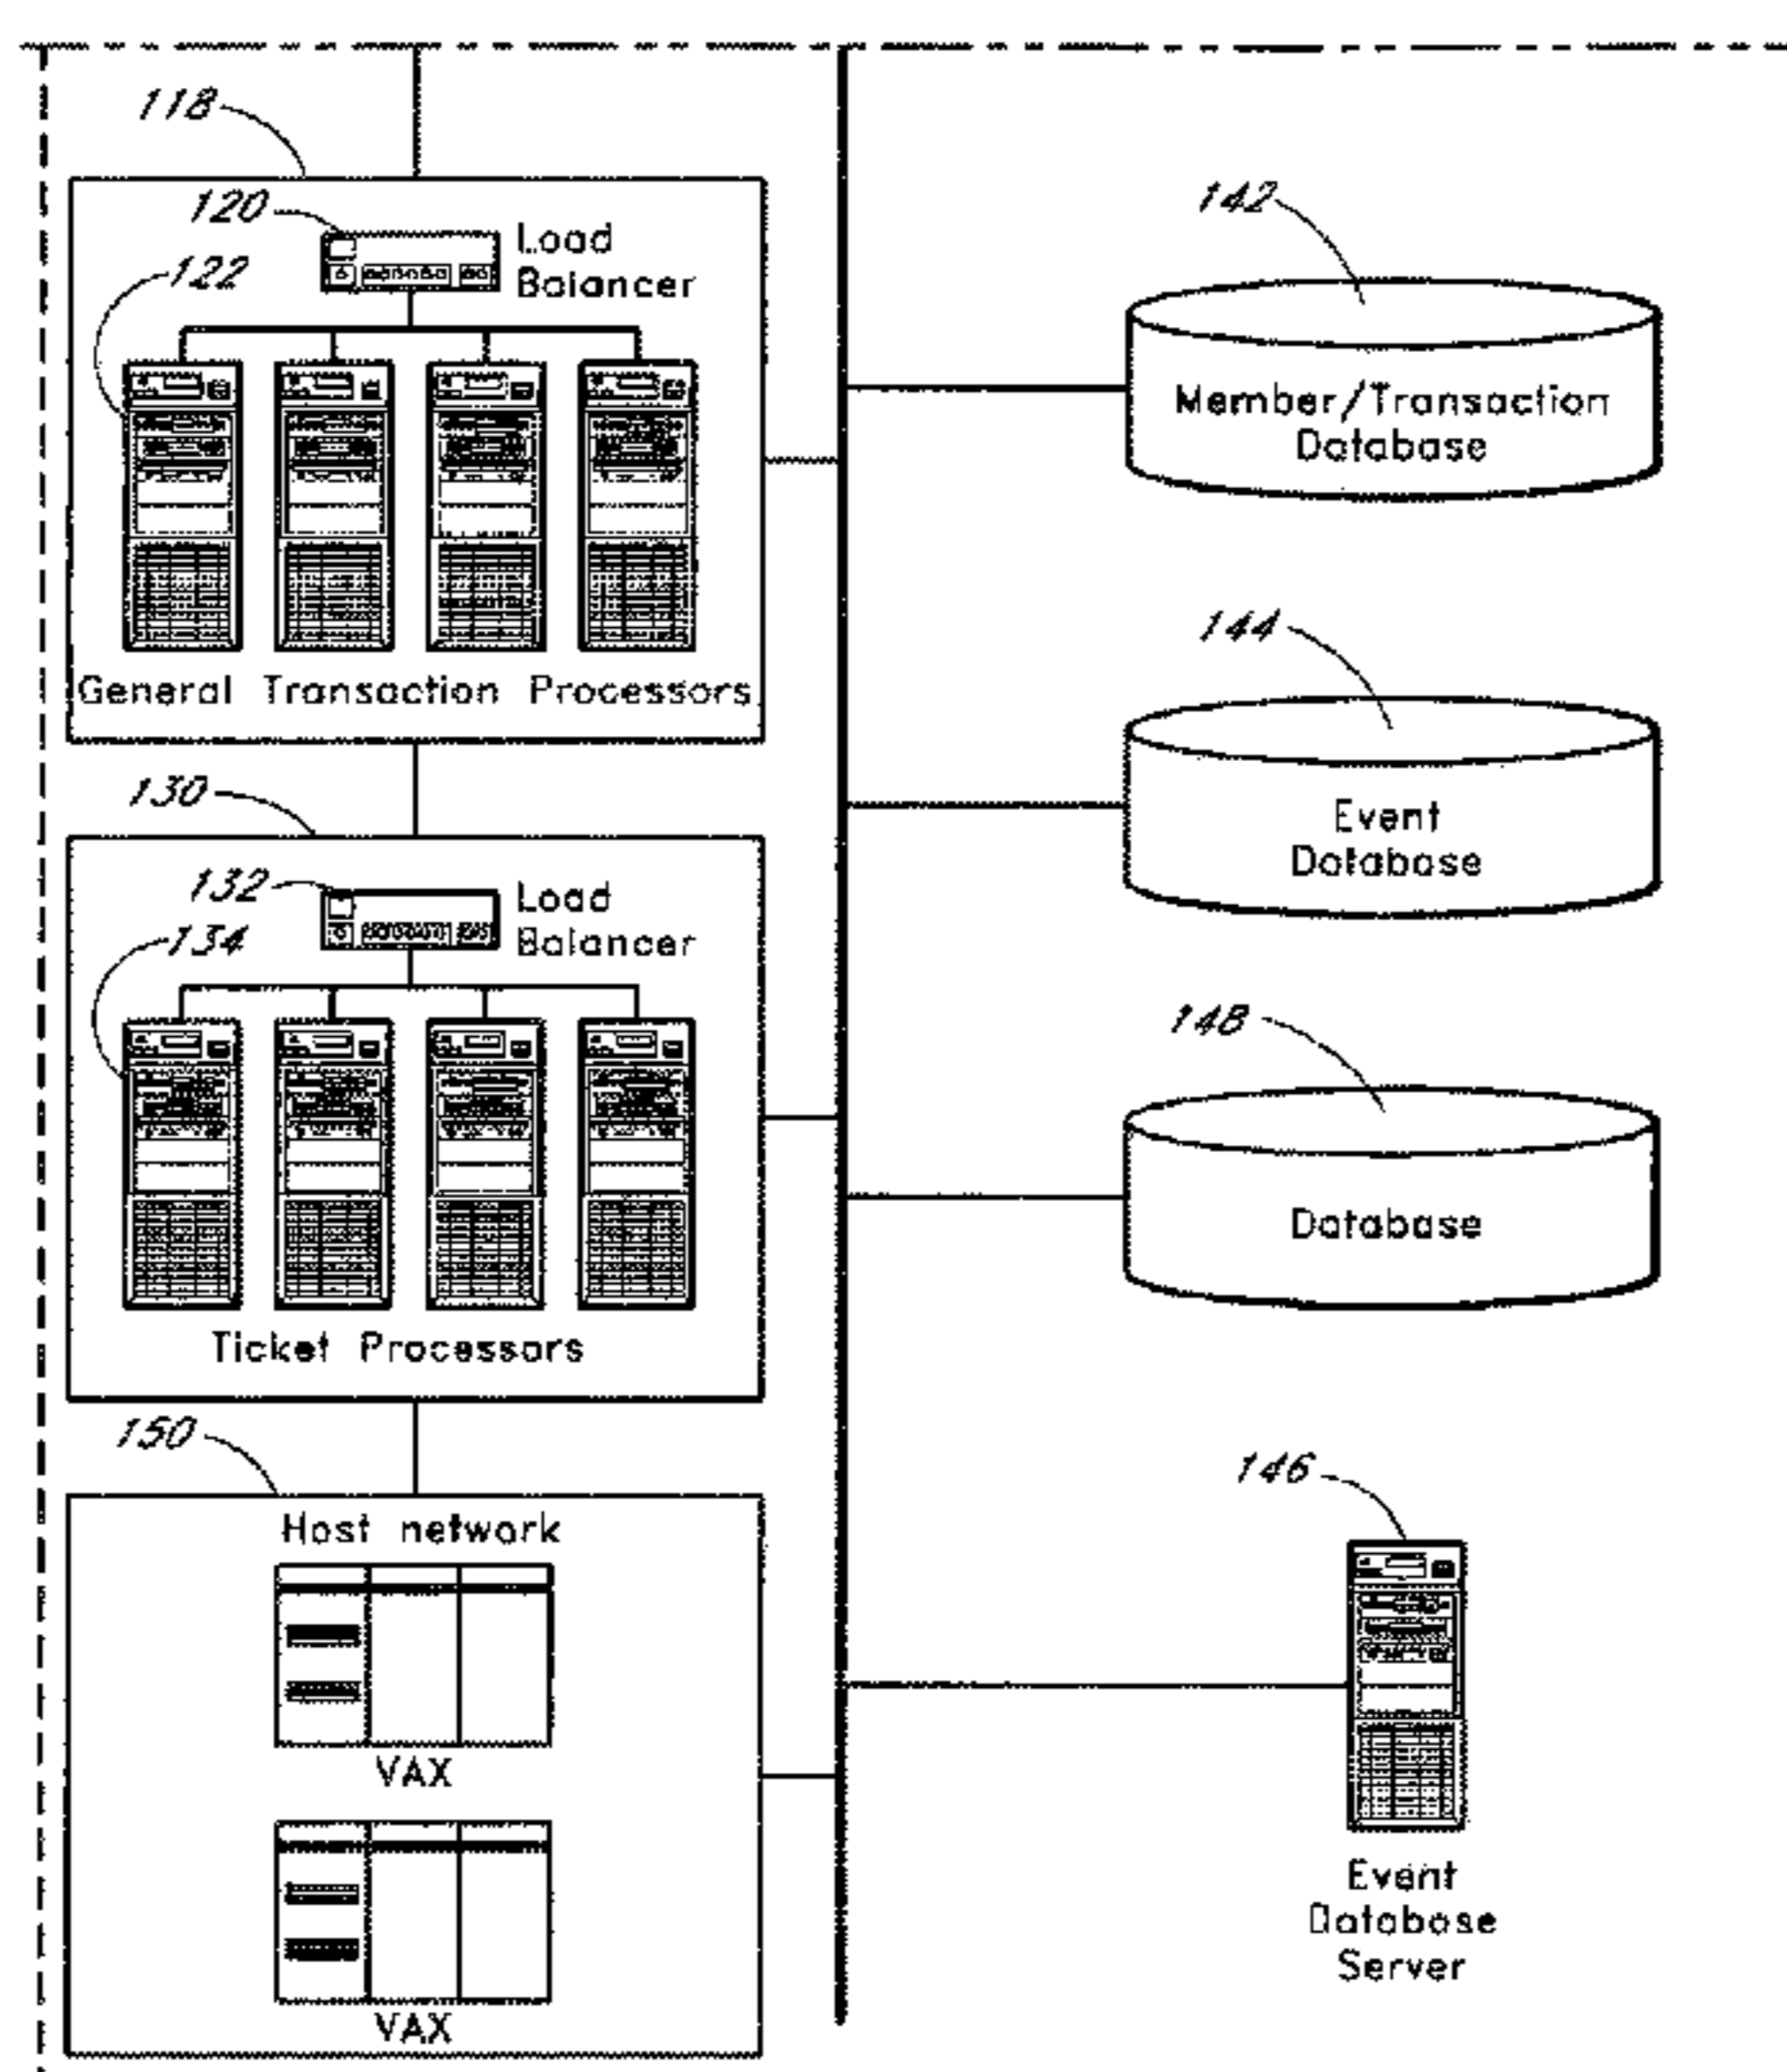 118
120
Load
Balancer
122
General Transaction Processors
130
132
Load
Balancer
134
Ticket Processors
150
Host network
VAX
VAX
142
Member/Transaction
Database
144
Event
Database
148
Database
146
Event
Database
Server